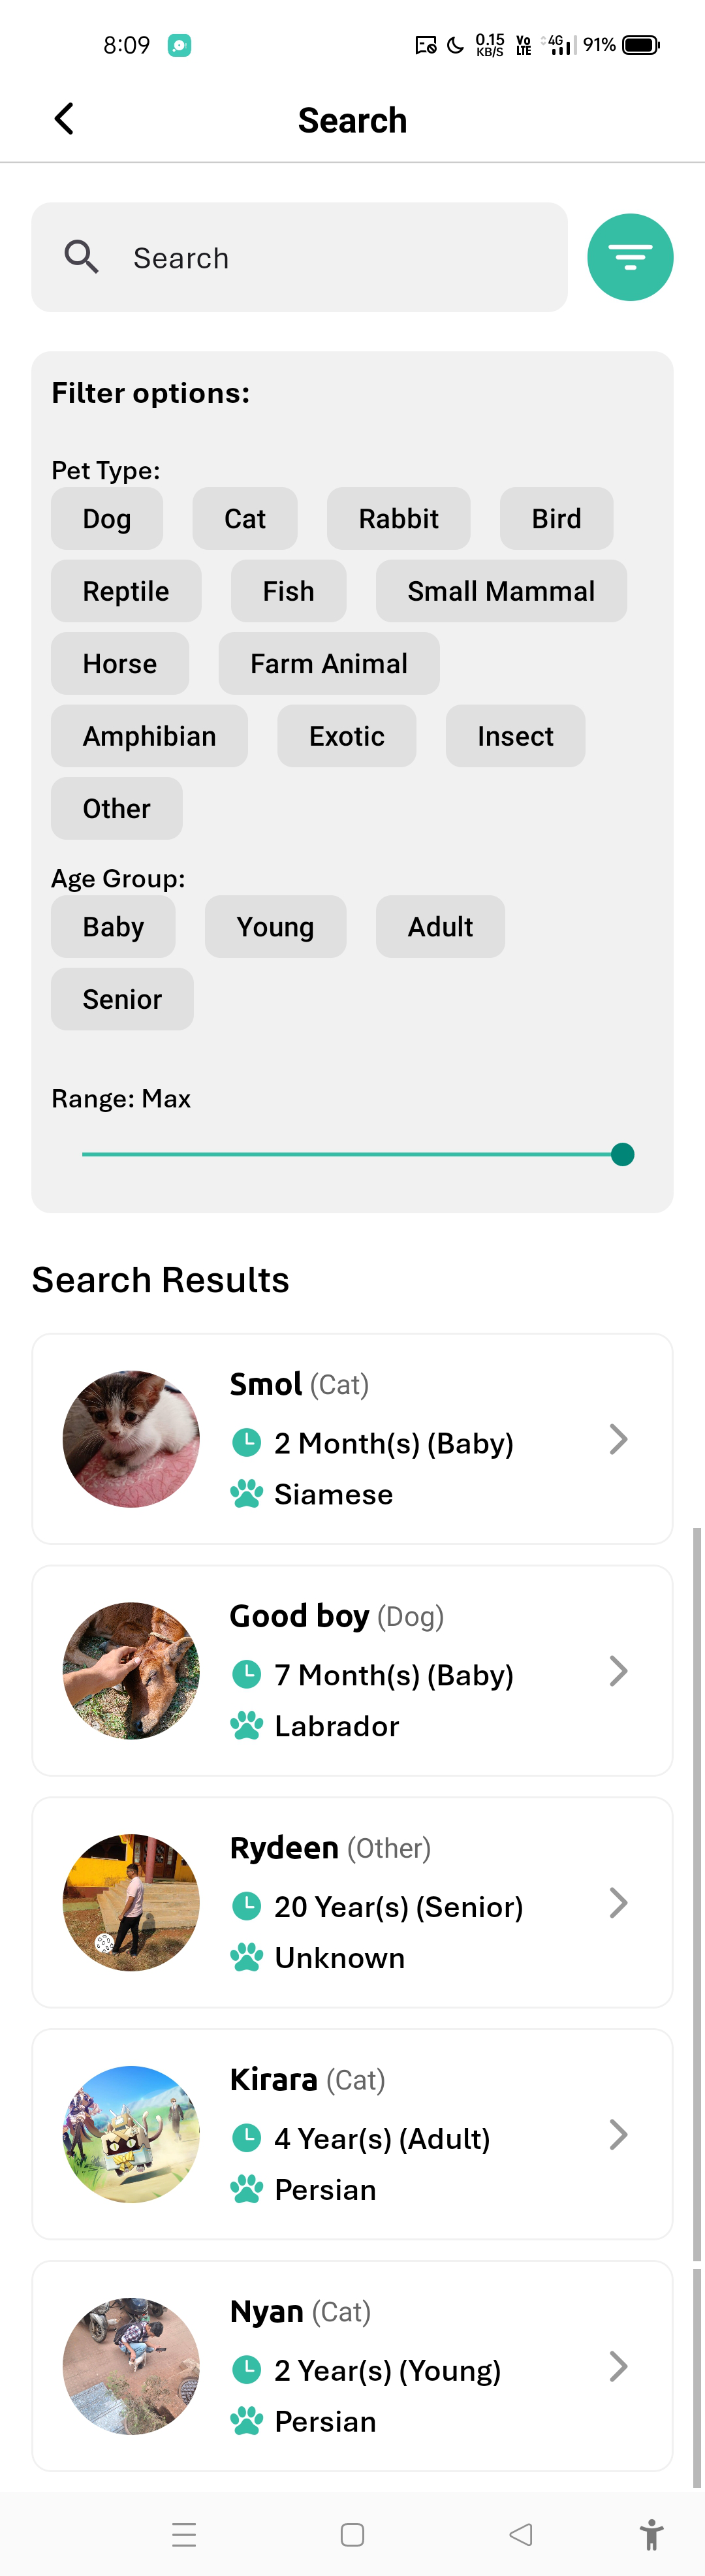 8:09 0.15 KB/S Vo LTE 4G 91%
Search
Search
Filter options:
Pet Type:
Dog Cat Rabbit Bird
Reptile Fish Small Mammal
Horse Farm Animal
Amphibian Exotic Insect
Other
Age Group:
Baby Young Adult
Senior
Range: Max
Search Results
Smol (Cat)
2 Month(s) (Baby)
Siamese
Good boy (Dog)
7 Month(s) (Baby)
Labrador
Rydeen (Other)
20 Year(s) (Senior)
Unknown
Kirara (Cat)
4 Year(s) (Adult)
Persian
Nyan (Cat)
2 Year(s) (Young)
Persian